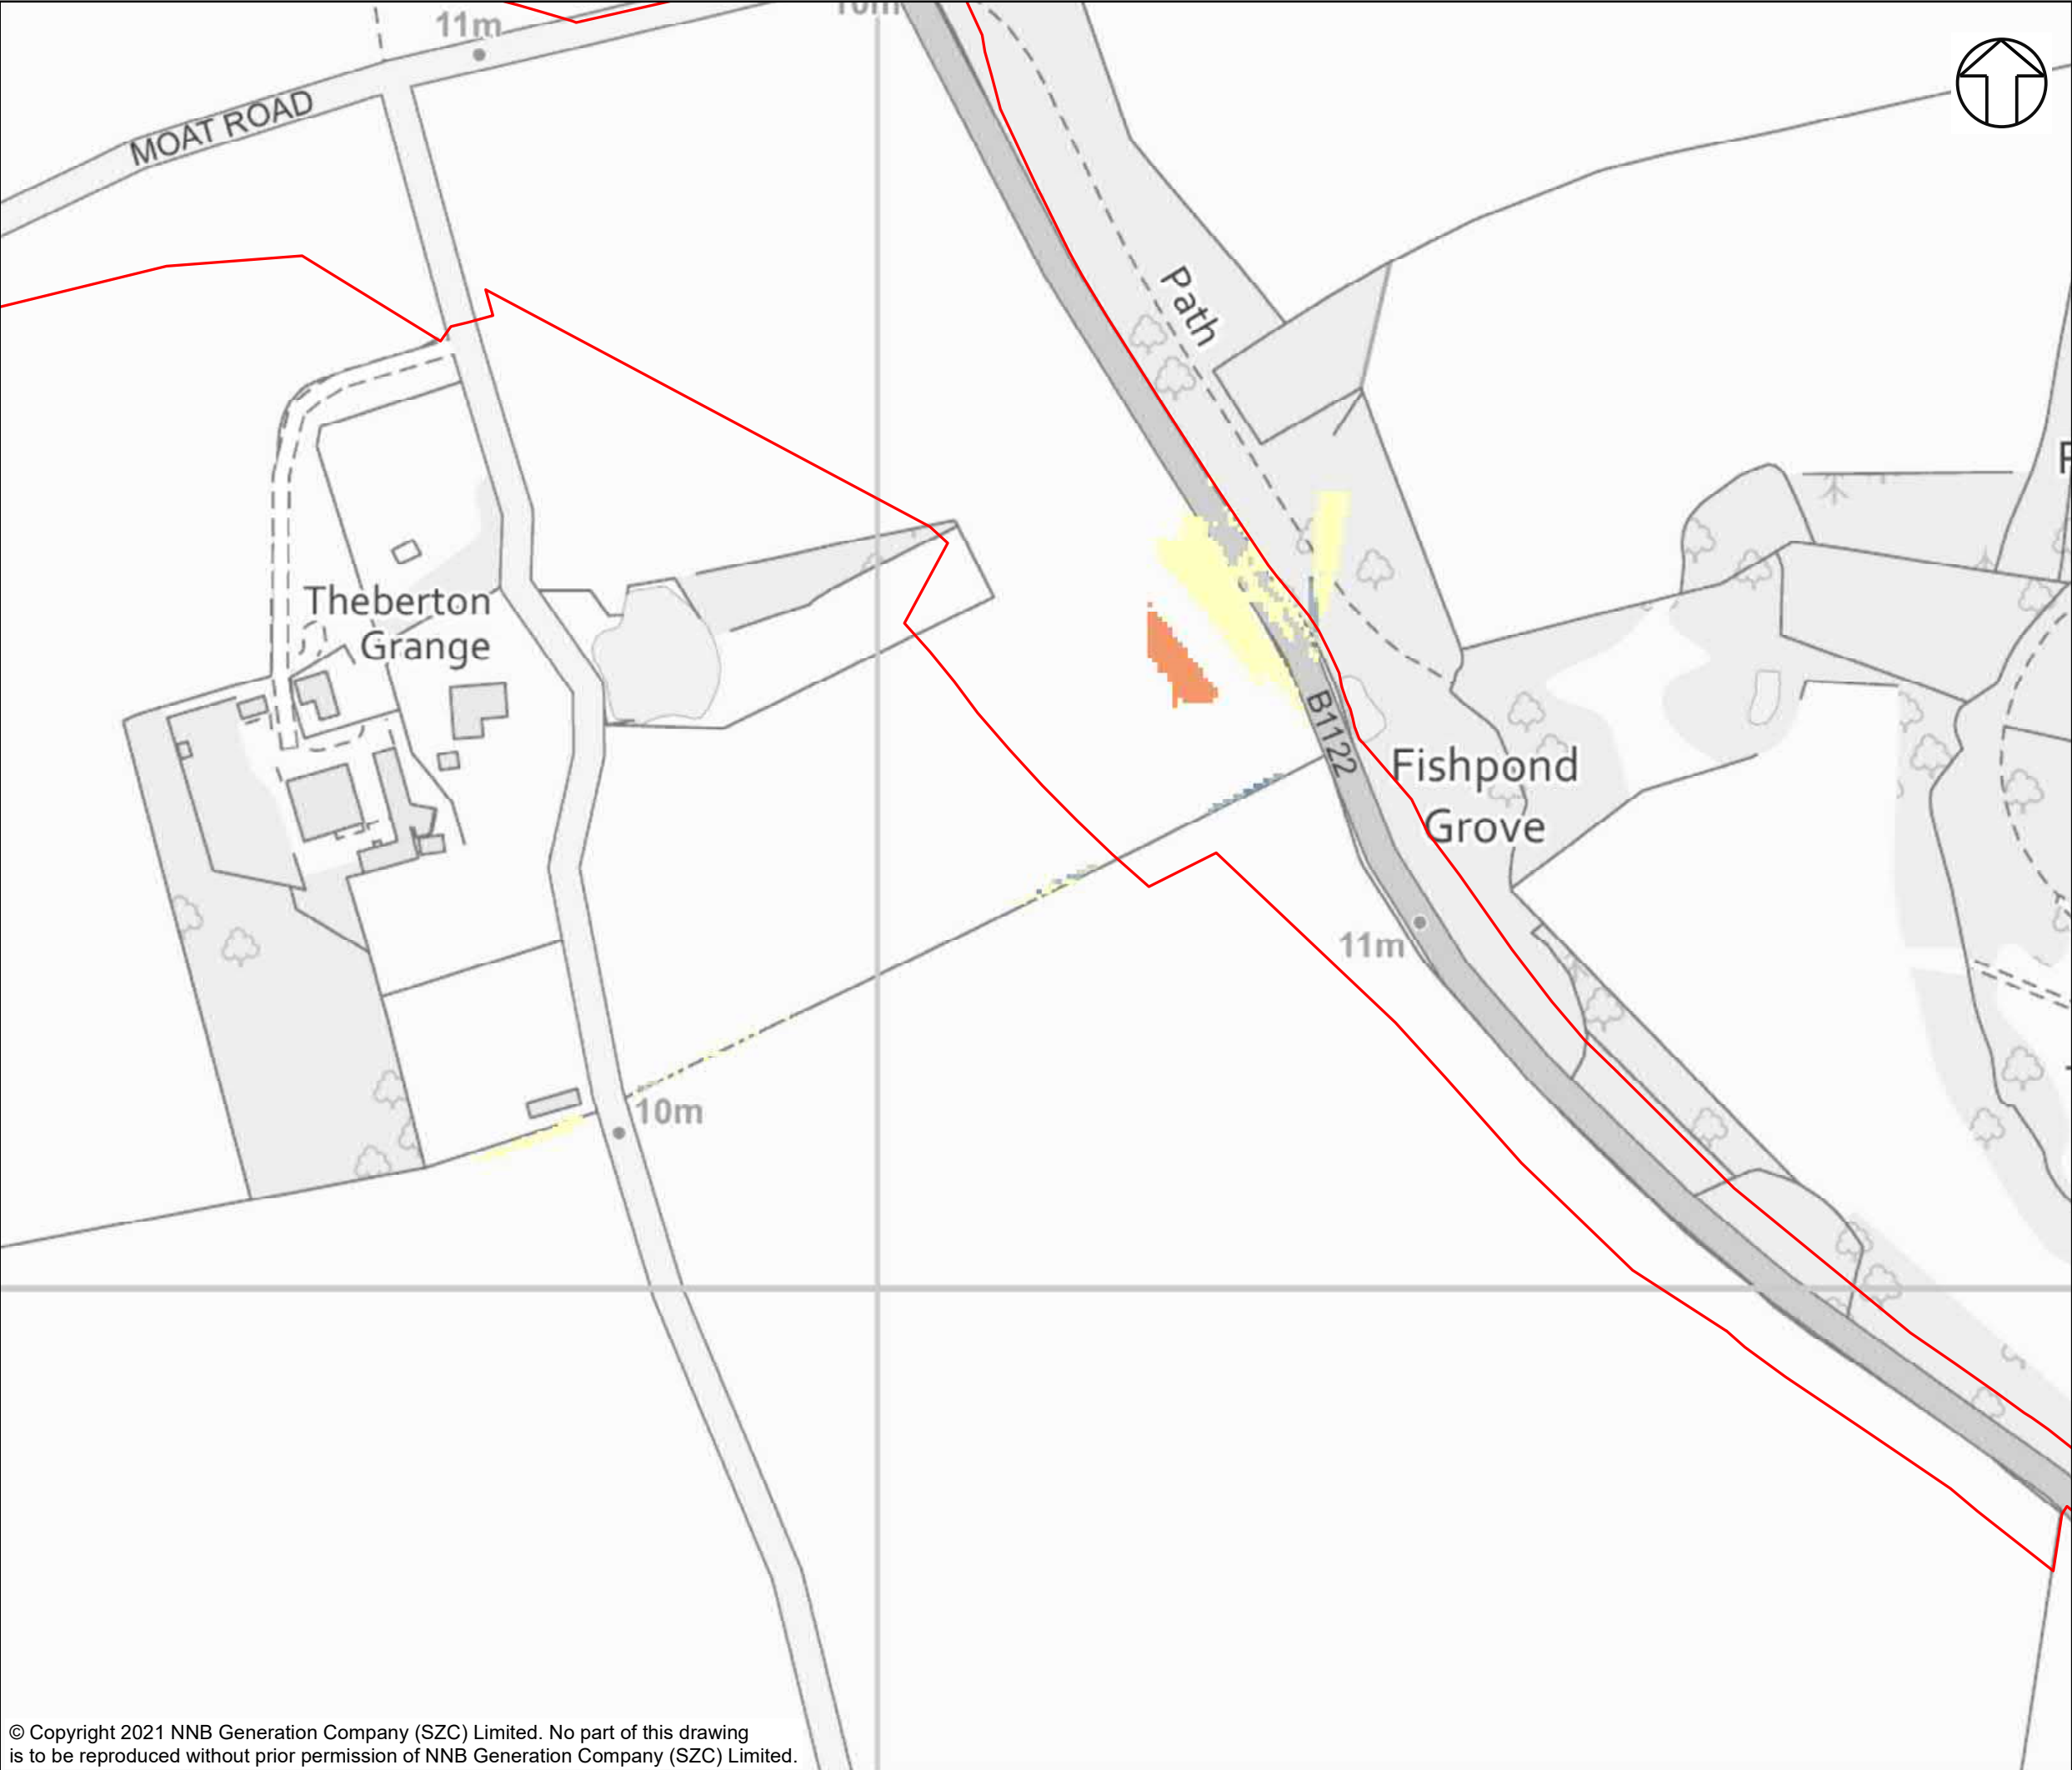 11m
10m
MOAT ROAD
Path
Theberton
Grange
B1122
Fishpond
Grove
11m
10m
© Copyright 2021 NNB Generation Company (SZC) Limited. No part of this drawing
is to be reproduced without prior permission of NNB Generation Company (SZC) Limited.